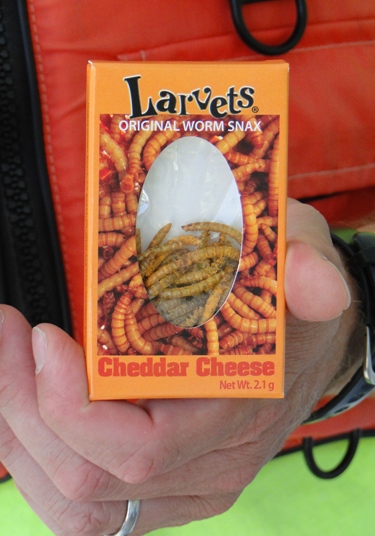 Larvets®
ORIGINAL WORM SNAX
Cheddar Cheese
Net Wt. 2.1 g